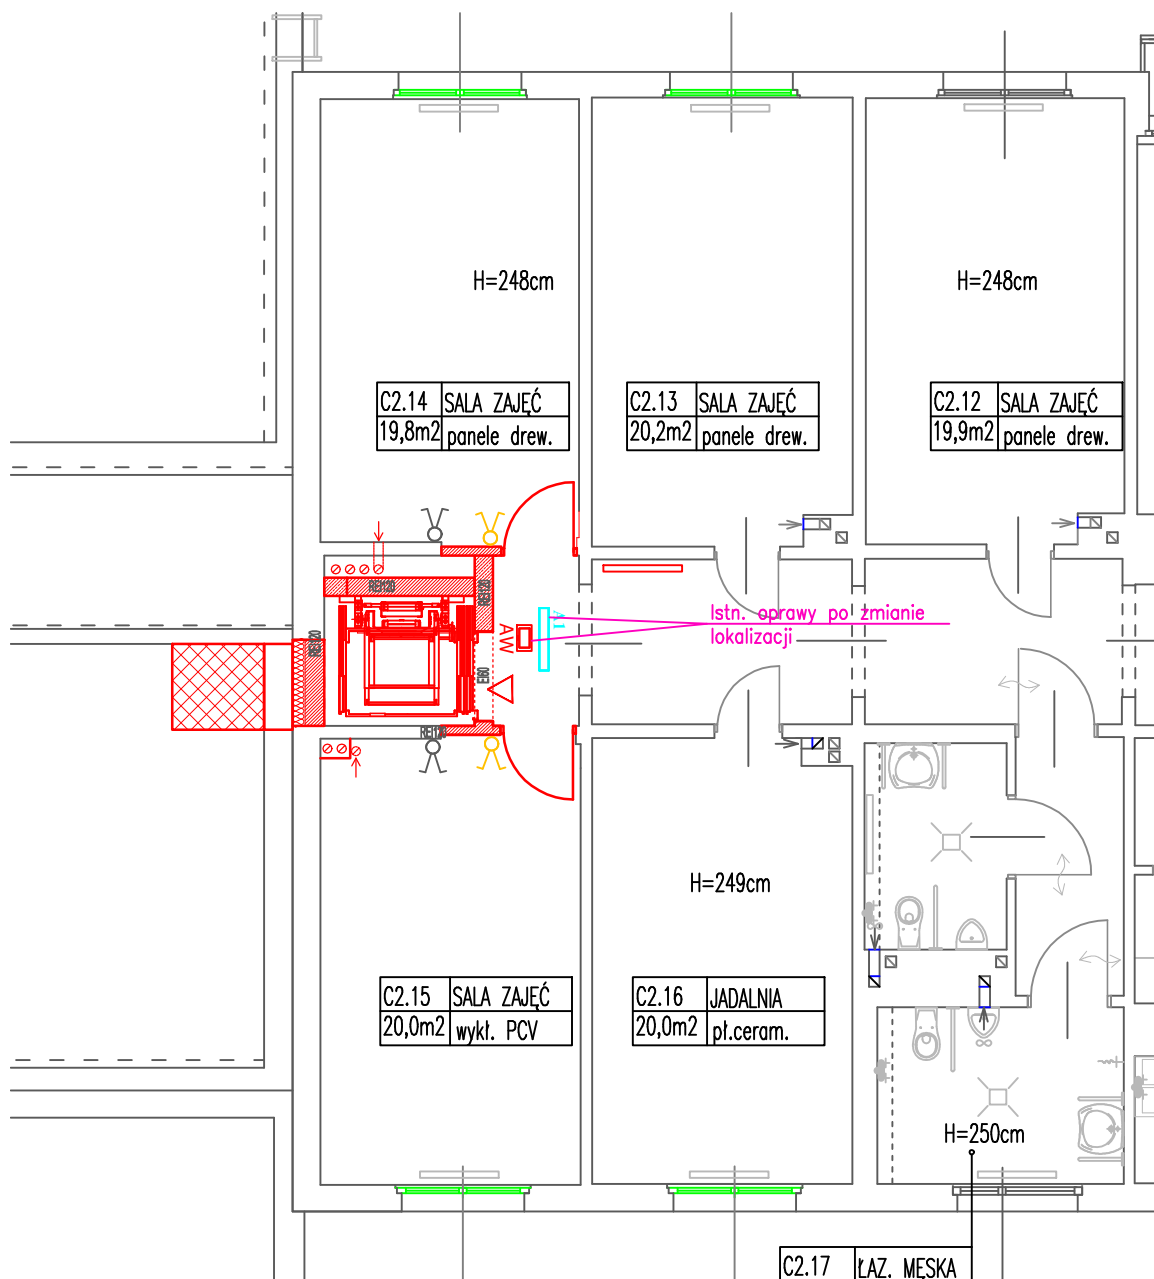 H=248cm
H=248cm
C2.14 SALA ZAJĘĆ
19,8m2 panele drew.
C2.13 SALA ZAJĘĆ
20,2m2 panele drew.
C2.12 SALA ZAJĘĆ
19,9m2 panele drew.
REI120
REI120
REI120
EI60
AW
Istn. oprawy po zmianie
lokalizacji
H=249cm
C2.15 SALA ZAJĘĆ
20,0m2 wykł. PCV
C2.16 JADALNIA
20,0m2 pł.ceram.
H=250cm
C2.17 ŁAZ. MĘSKA